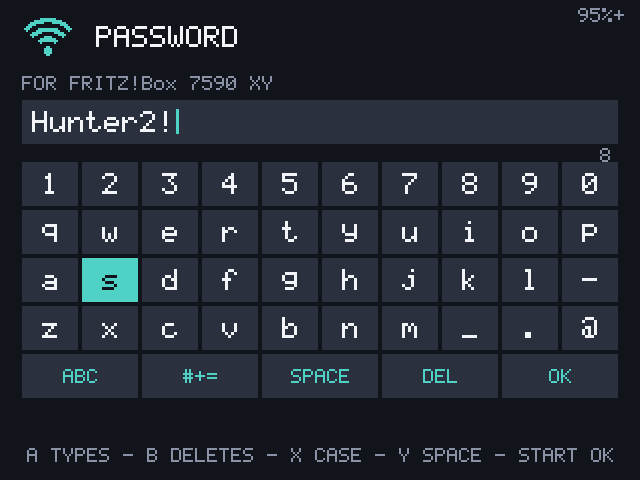 95%+
PASSWORD
FOR FRITZ!Box 7590 XY
Hunter2!
8
1 2 3 4 5 6 7 8 9 0
q w e r t y u i o p
a s d f g h j k l -
z x c v b n m _ . @
ABC #+= SPACE DEL OK
A TYPES - B DELETES - X CASE - Y SPACE - START OK